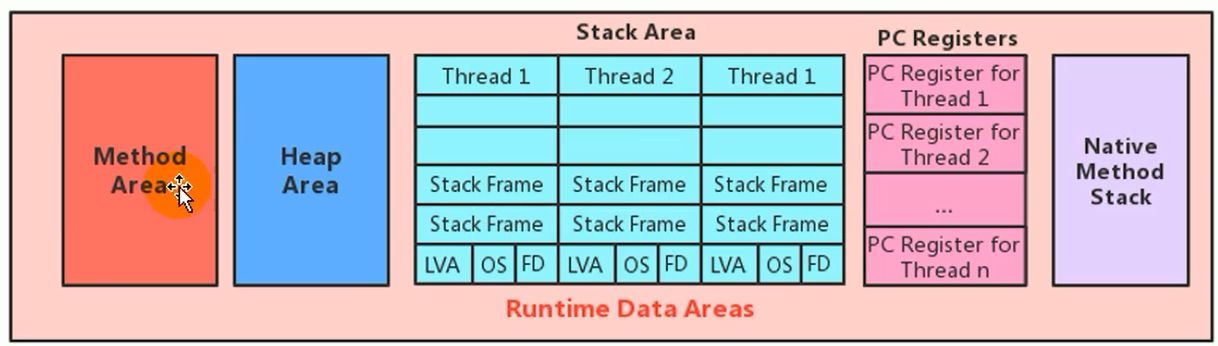 Stack Area
PC Registers
Method
Area
Heap
Area
Thread 1
Thread 2
Thread 1
Stack Frame
Stack Frame
Stack Frame
Stack Frame
Stack Frame
Stack Frame
LVA
OS
FD
LVA
OS
FD
LVA
OS
FD
PC Register for
Thread 1
PC Register for
Thread 2
...
PC Register for
Thread n
Native
Method
Stack
Runtime Data Areas